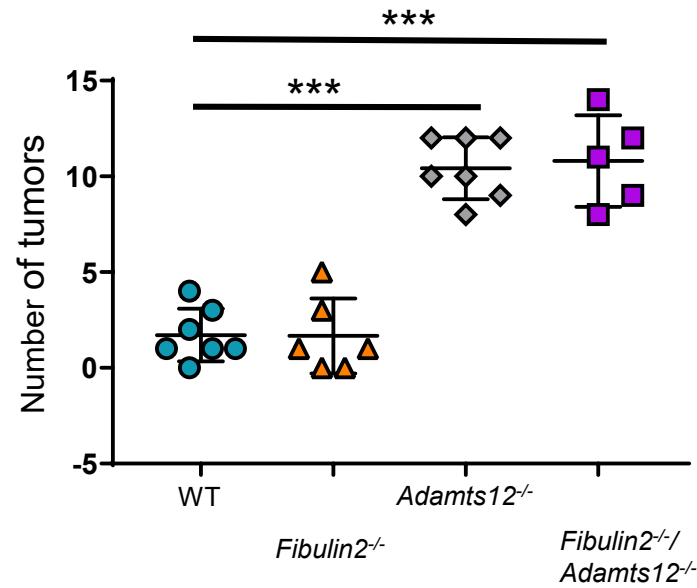 ***
***
15
10
5
0
-5
Number of tumors
WT
Adamts12-/-
Fibulin2-/-
Fibulin2-/-/
Adamts12-/-